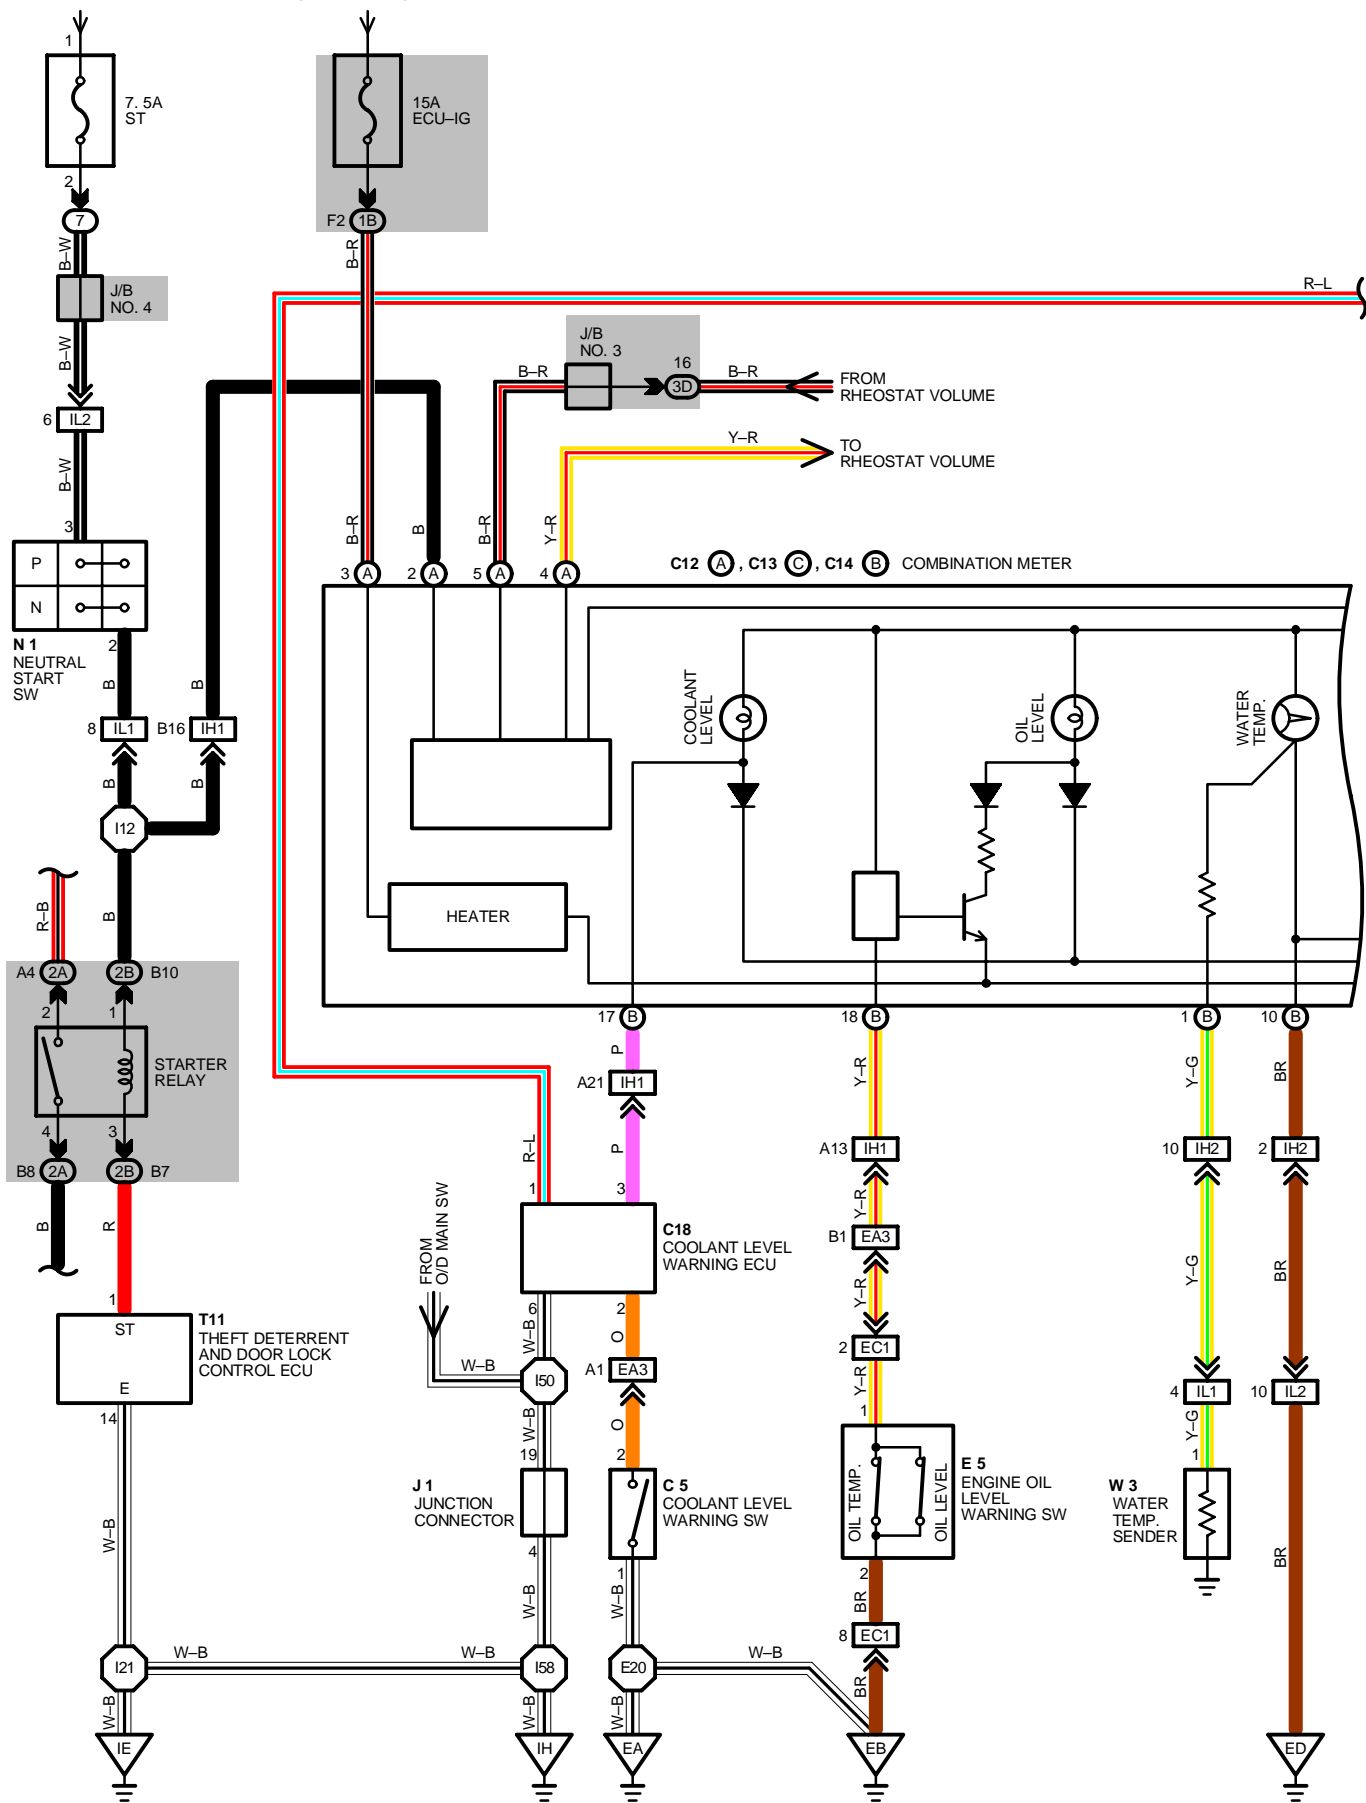 1
7. 5A
ST
15A
ECU–IG
2
7
F2 1B
B–W
B–R
J/B
NO. 4
R–L
B–W
J/B
NO. 3
16
B–R
3D
B–R
FROM
RHEOSTAT VOLUME
6 IL2
Y–R
TO
RHEOSTAT VOLUME
B–W
3
B–R
B
B–R
Y–R
P
N
3 A
2 A
5 A
4 A
C12 A , C13 C , C14 B COMBINATION METER
N 1
NEUTRAL
START
SW
2
B
B
COOLANT
LEVEL
OIL
LEVEL
WATER
TEMP.
8 IL1
B16 IH1
B
B
I12
R–B
B
HEATER
A4 2A
2B B10
2
1
17 B
18 B
1 B
10 B
STARTER
RELAY
P
Y–R
Y–G
BR
A21 IH1
4
3
B8 2A
2B B7
R–L
P
A13 IH1
10 IH2
2 IH2
1
3
Y–R
B
R
FROM
O/D MAIN SW
C18
COOLANT LEVEL
WARNING ECU
B1 EA3
Y–R
Y–G
BR
1
6
2
ST
T11
THEFT DETERRENT
AND DOOR LOCK
CONTROL ECU
E
W–B
O
2 EC1
W–B
I50
A1 EA3
Y–R
4 IL1
10 IL2
14
W–B
O
1
Y–G
19
2
1
J 1
JUNCTION
CONNECTOR
C 5
COOLANT LEVEL
WARNING SW
OIL TEMP.
OIL LEVEL
E 5
ENGINE OIL
LEVEL
WARNING SW
W 3
WATER
TEMP.
SENDER
W–B
4
1
2
W–B
W–B
BR
BR
8 EC1
I21
W–B
W–B
I58
E20
W–B
W–B
W–B
W–B
BR
IE
IH
EA
EB
ED